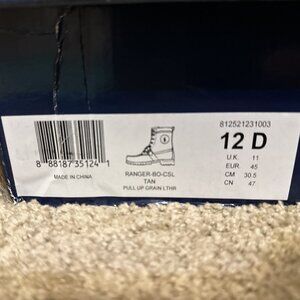 8 88187 35124 1
MADE IN CHINA
RANGER-BO-CSL
TAN
PULL UP GRAIN LTHR
812521231003
12 D
U.K. 11
EUR. 45
CM 30.5
CN 47